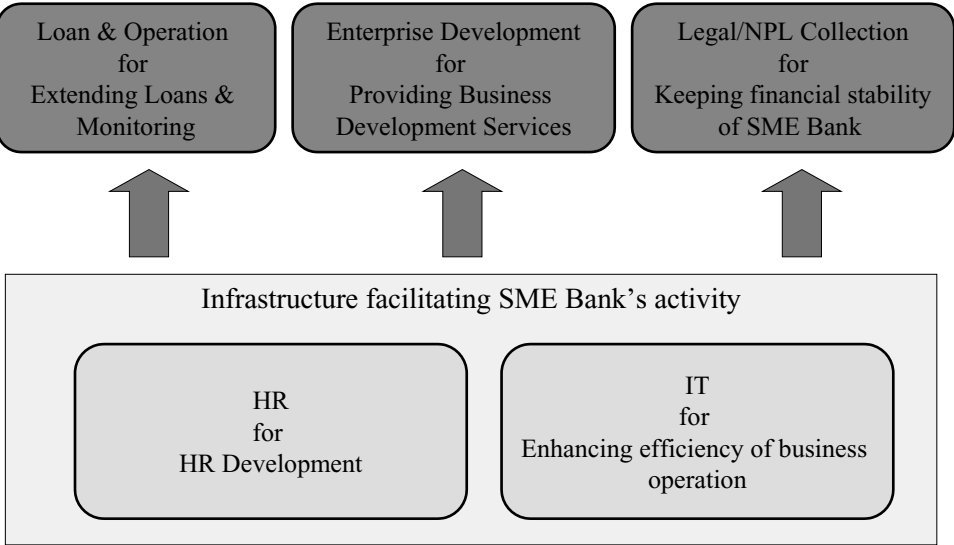 Loan & Operation
for
Extending Loans &
Monitoring
Enterprise Development
for
Providing Business
Development Services
Legal/NPL Collection
for
Keeping financial stability
of SME Bank
Infrastructure facilitating SME Bank’s activity
HR
for
HR Development
IT
for
Enhancing efficiency of business
operation